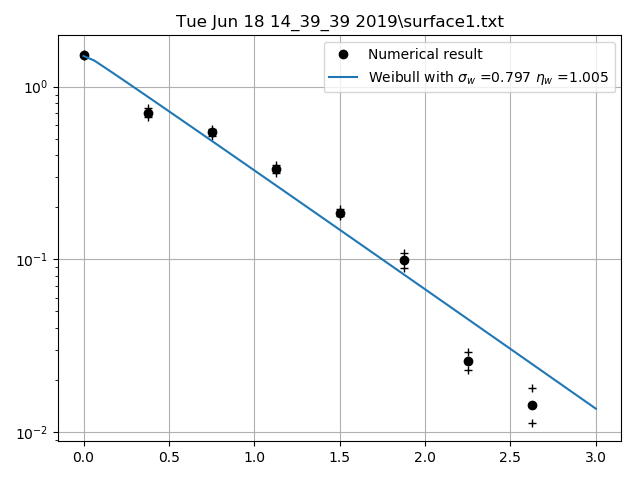 Tue Jun 18 14_39_39 2019\surface1.txt
Numerical result
Weibull with σw =0.797 ηw =1.005
10^0
10^-1
10^-2
0.0 0.5 1.0 1.5 2.0 2.5 3.0